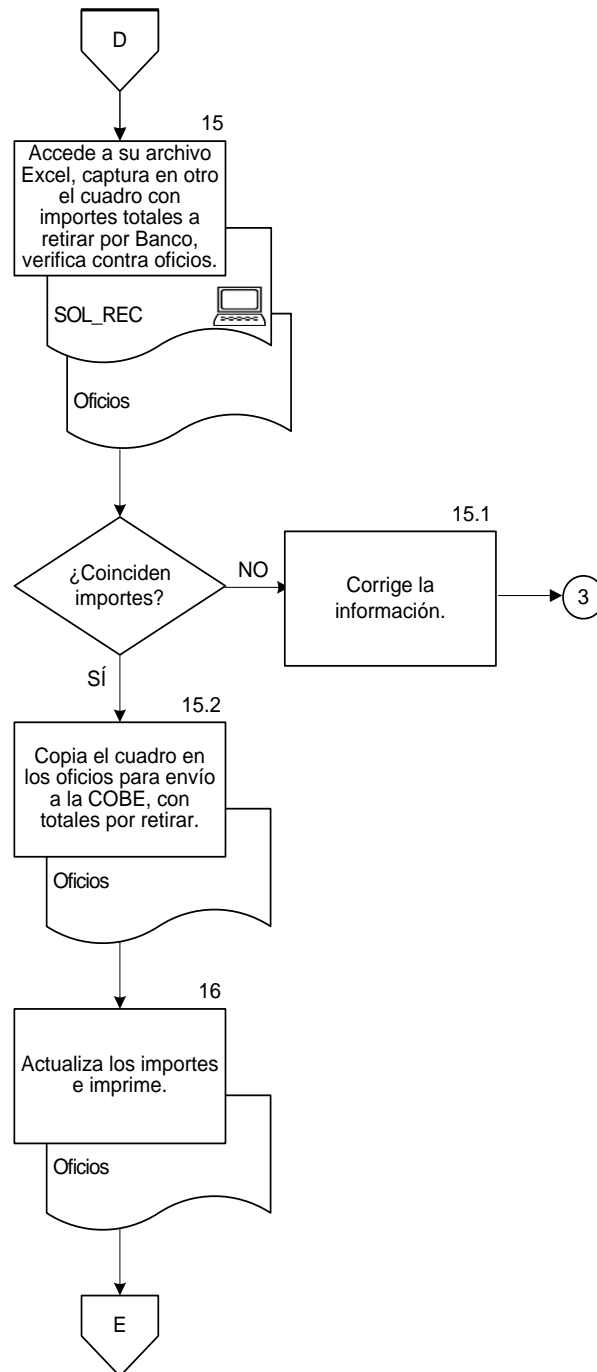 D
15
Accede a su archivo
Excel, captura en otro
el cuadro con
importes totales a
retirar por Banco,
verifica contra oficios.
SOL_REC
Oficios
¿Coinciden
importes?
NO
15.1
Corrige la
información.
3
SÍ
15.2
Copia el cuadro en
los oficios para envío
a la COBE, con
totales por retirar.
Oficios
16
Actualiza los importes
e imprime.
Oficios
E